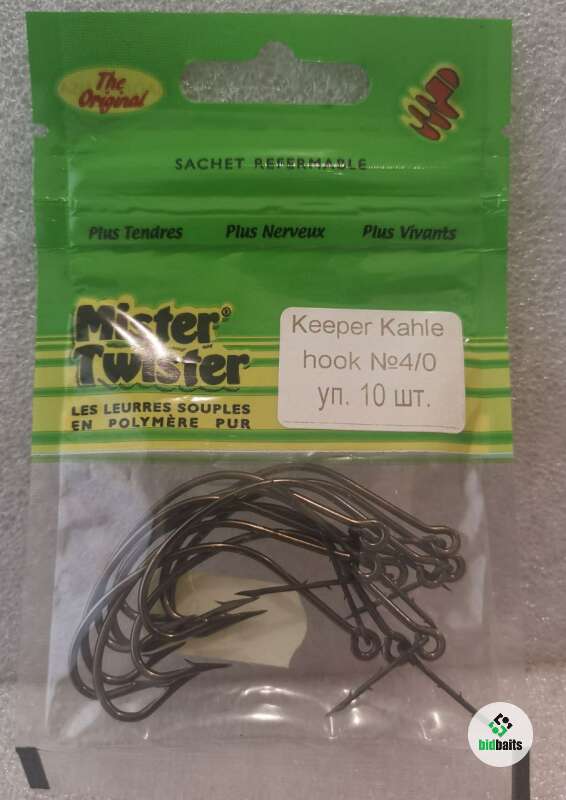 The
Original
SACHET REFERMABLE
Plus Tendres Plus Nerveux Plus Vivants
Mister®
Twister
LES LEURRES SOUPLES
EN POLYMÈRE PUR
Keeper Kahle
hook №4/0
уп. 10 шт.
bidbaits